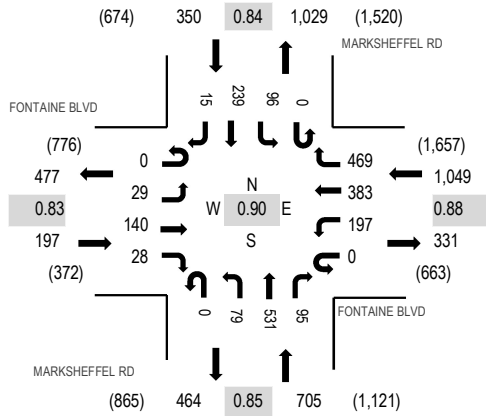 (674) 350 0.84 1,029 (1,520)
MARKSHEFFEL RD
15 239 96 0
FONTAINE BLVD
(776) (1,657)
0 469
477 1,049
29 N 383
0.83 W 0.90 E 0.88
140 S 197
197 331
28 0
(372) (663)
0 79 531 95
FONTAINE BLVD
MARKSHEFFEL RD
(865) 464 0.85 705 (1,121)